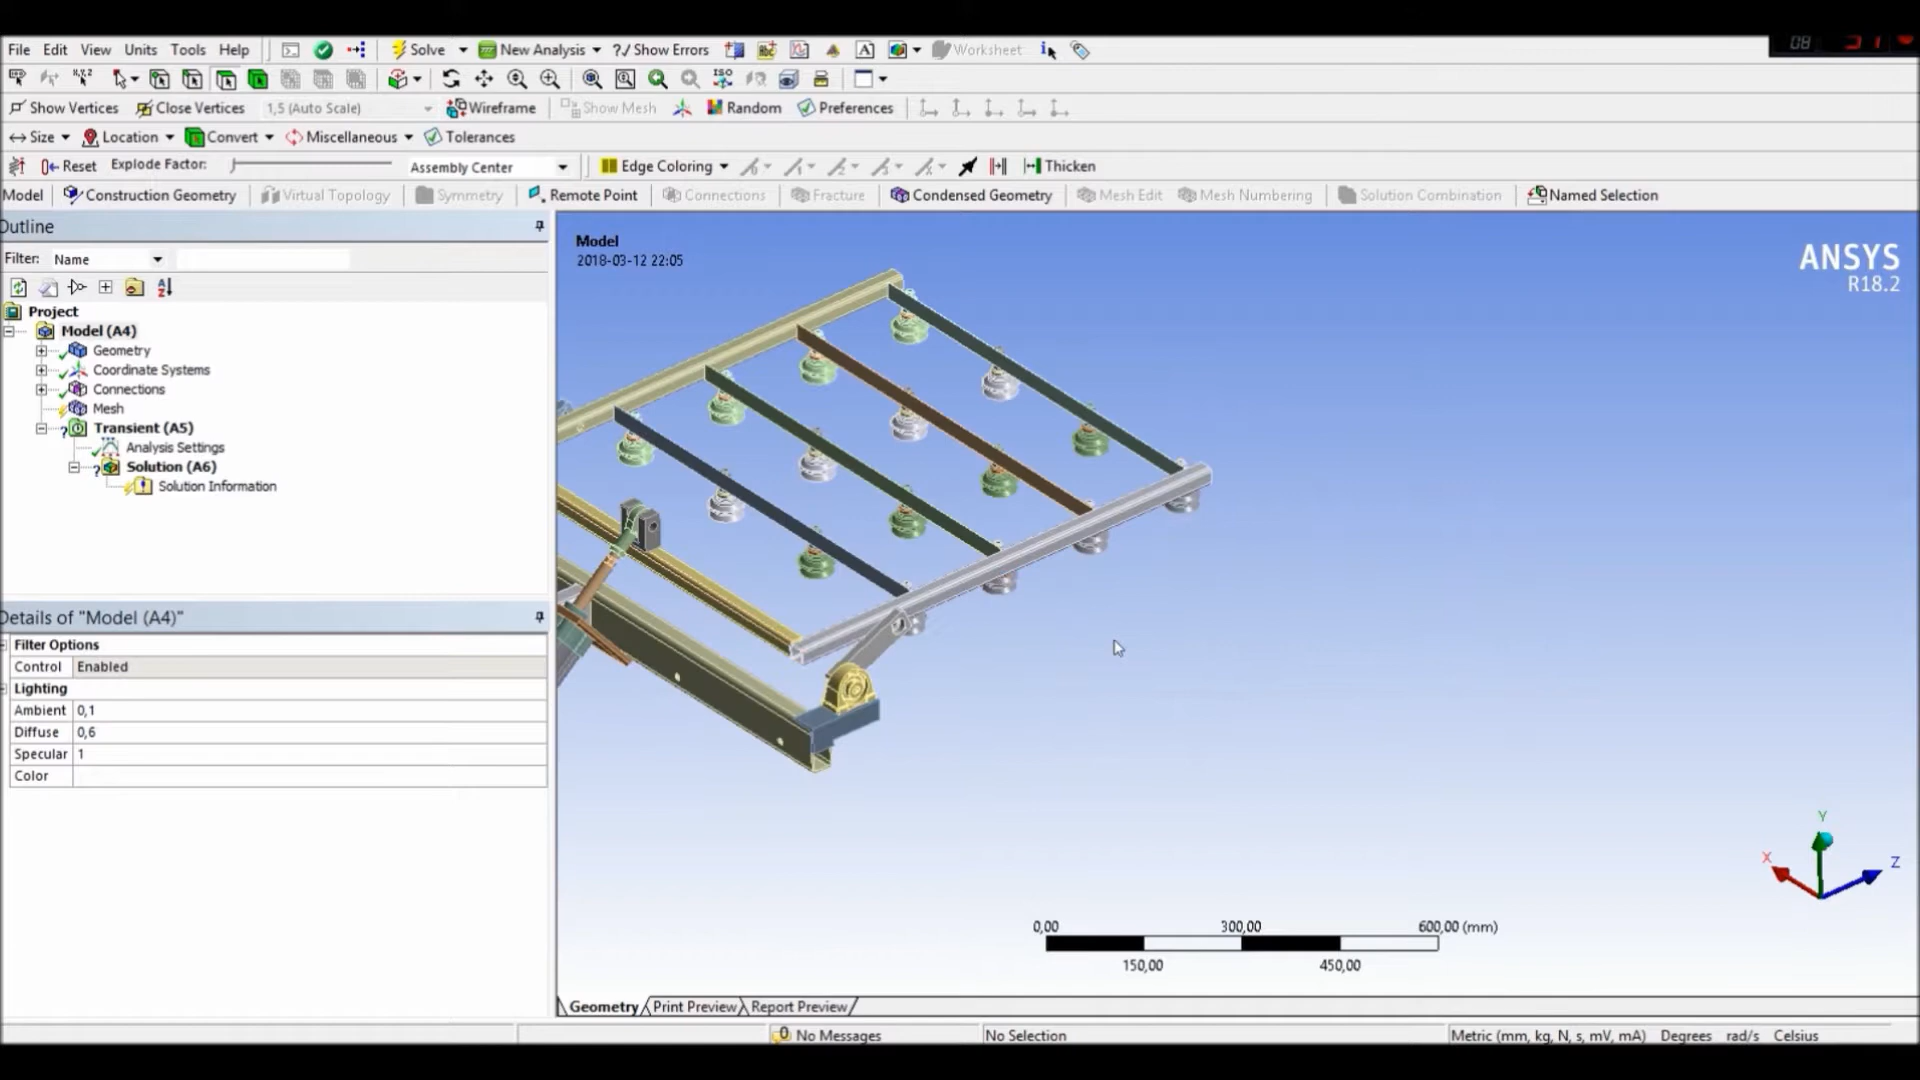 File Edit View Units Tools Help Solve New Analysis ?/ Show Errors Worksheet
ISO
Show Vertices Close Vertices 1,5 (Auto Scale) Wireframe Show Mesh Random Preferences
Size Location Convert Miscellaneous Tolerances
Reset Explode Factor: Assembly Center Edge Coloring Thicken
Model Construction Geometry Virtual Topology Symmetry Remote Point Connections Fracture Condensed Geometry Mesh Edit Mesh Numbering Solution Combination Named Selection
Outline
Filter: Name
Project
Model (A4)
Geometry
Coordinate Systems
Connections
Mesh
Transient (A5)
Analysis Settings
Solution (A6)
Solution Information
Details of "Model (A4)"
Filter Options
Control Enabled
Lighting
Ambient 0,1
Diffuse 0,6
Specular 1
Color
Model
2018-03-12 22:05
ANSYS
R18.2
Y
X
Z
0,00 300,00 600,00 (mm)
150,00 450,00
Geometry Print Preview Report Preview
0 No Messages No Selection Metric (mm, kg, N, s, mV, mA) Degrees rad/s Celsius